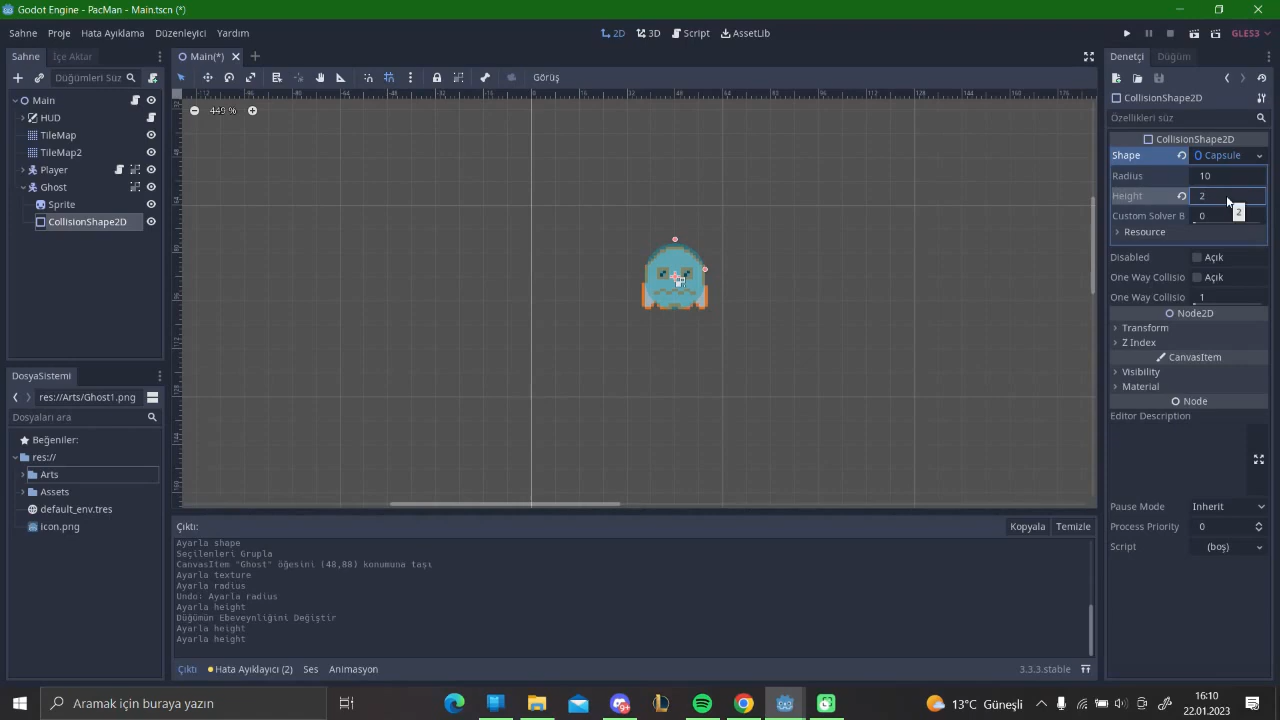 Godot Engine - PacMan - Main.tscn (*)
Sahne Proje Hata Ayıklama Düzenleyici Yardım
2D 3D Script AssetLib
GLES3
Sahne İçe Aktar
Main(*)
Denetçi Düğüm
Düğümleri Süz
Görüş
449 %
CollisionShape2D
Özellikleri süz
Main
HUD
TileMap
TileMap2
Player
Ghost
Sprite
CollisionShape2D
CollisionShape2D
Shape Capsule
Radius 10
Height 2
2
Custom Solver B 0
Resource
Disabled Açık
One Way Collisio Açık
One Way Collisio 1
Node2D
Transform
Z Index
CanvasItem
Visibility
Material
Node
Editor Description
Pause Mode Inherit
Process Priority 0
Script (boş)
DosyaSistemi
res://Arts/Ghost1.png
Dosyaları ara
Beğeniler:
res://
Arts
Assets
default_env.tres
icon.png
Çıktı:
Kopyala Temizle
Ayarla shape
Seçilenleri Grupla
CanvasItem "Ghost" öğesini (48,88) konumuna taşı
Ayarla texture
Ayarla radius
Undo: Ayarla radius
Ayarla height
Düğümün Ebeveynliğini Değiştir
Ayarla height
Ayarla height
Çıktı Hata Ayıklayıcı (2) Ses Animasyon
3.3.3.stable
Aramak için buraya yazın
13°C Güneşli
16:10
22.01.2023